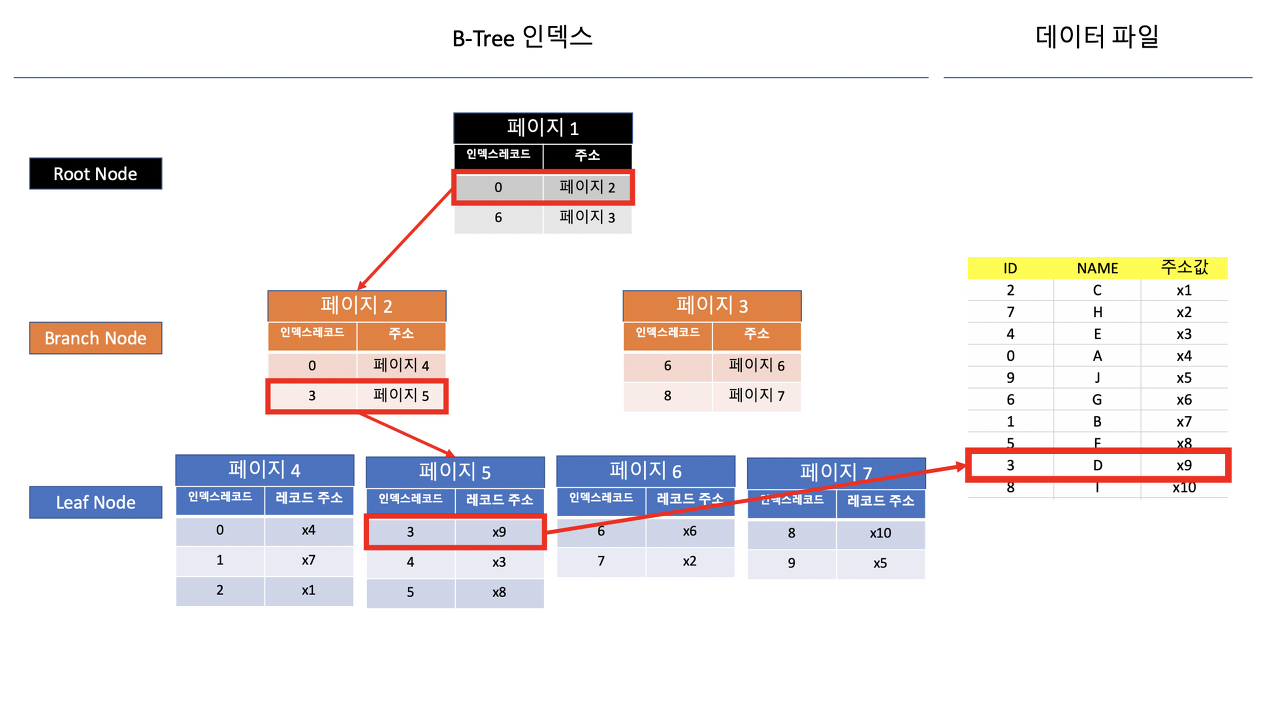 B-Tree 인덱스
데이터 파일
Root Node
페이지 1
인덱스레코드 주소
0 페이지 2
6 페이지 3
Branch Node
페이지 2
인덱스레코드 주소
0 페이지 4
3 페이지 5
페이지 3
인덱스레코드 주소
6 페이지 6
8 페이지 7
Leaf Node
페이지 4
인덱스레코드 레코드 주소
0 x4
1 x7
2 x1
페이지 5
인덱스레코드 레코드 주소
3 x9
4 x3
5 x8
페이지 6
인덱스레코드 레코드 주소
6 x6
7 x2
페이지 7
인덱스레코드 레코드 주소
8 x10
9 x5
ID NAME 주소값
2 C x1
7 H x2
4 E x3
0 A x4
9 J x5
6 G x6
1 B x7
5 F x8
3 D x9
8 I x10